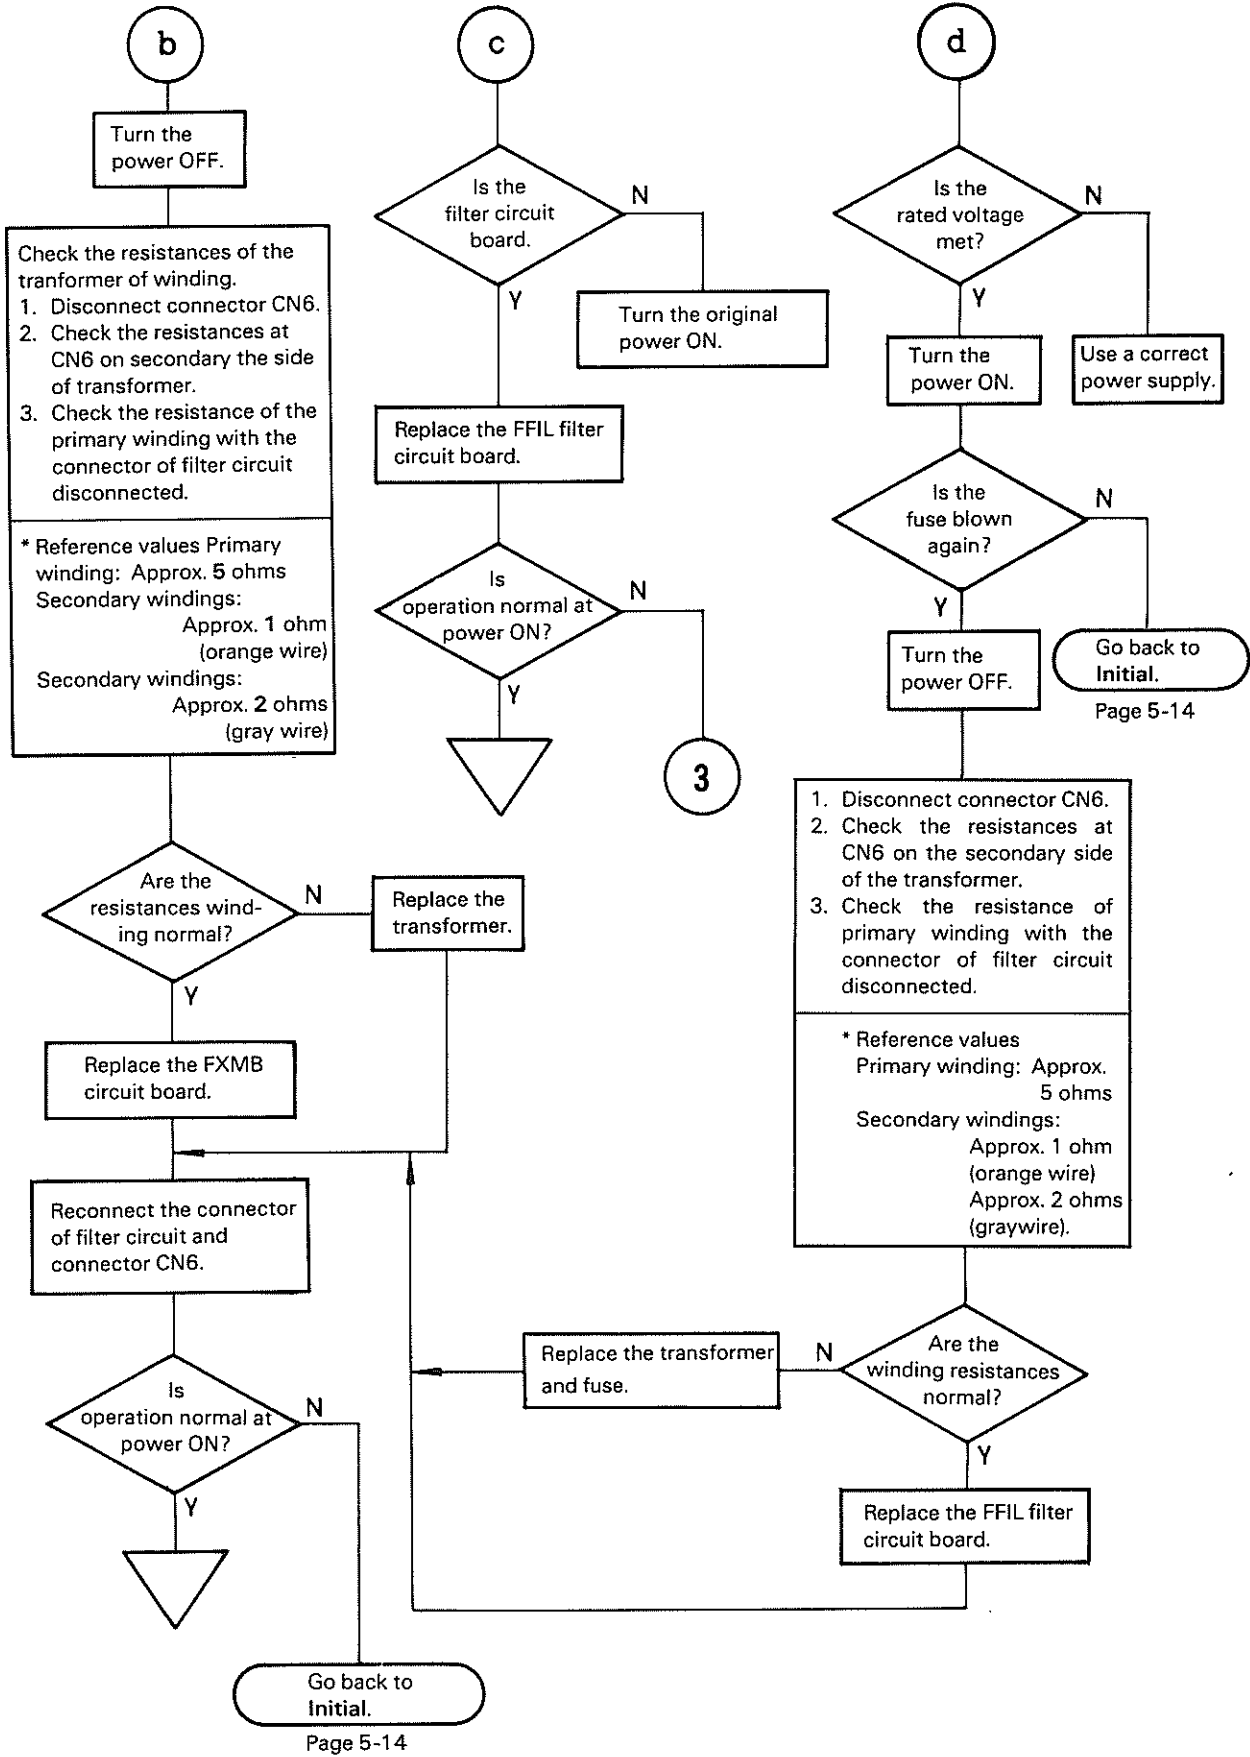 b
Turn the
power OFF.
Check the resistances of the
tranformer of winding.
1. Disconnect connector CN6.
2. Check the resistances at
CN6 on secondary the side
of transformer.
3. Check the resistance of the
primary winding with the
connector of filter circuit
disconnected.
* Reference values Primary
winding: Approx. 5 ohms
Secondary windings:
Approx. 1 ohm
(orange wire)
Secondary windings:
Approx. 2 ohms
(gray wire)
Are the
resistances wind-
ing normal?
N
Replace the
transformer.
Y
Replace the FXMB
circuit board.
Reconnect the connector
of filter circuit and
connector CN6.
Is
operation normal at
power ON?
N
Y
Go back to
Initial.
Page 5-14
c
Is the
filter circuit
board.
N
Y
Turn the original
power ON.
Replace the FFIL filter
circuit board.
Is
operation normal at
power ON?
N
Y
3
d
Is the
rated voltage
met?
N
Y
Turn the
power ON.
Use a correct
power supply.
Is the
fuse blown
again?
N
Y
Turn the
power OFF.
Go back to
Initial.
Page 5-14
1. Disconnect connector CN6.
2. Check the resistances at
CN6 on the secondary side
of the transformer.
3. Check the resistance of
primary winding with the
connector of filter circuit
disconnected.
* Reference values
Primary winding: Approx.
5 ohms
Secondary windings:
Approx. 1 ohm
(orange wire)
Approx. 2 ohms
(graywire).
Are the
winding resistances
normal?
N
Replace the transformer
and fuse.
Y
Replace the FFIL filter
circuit board.